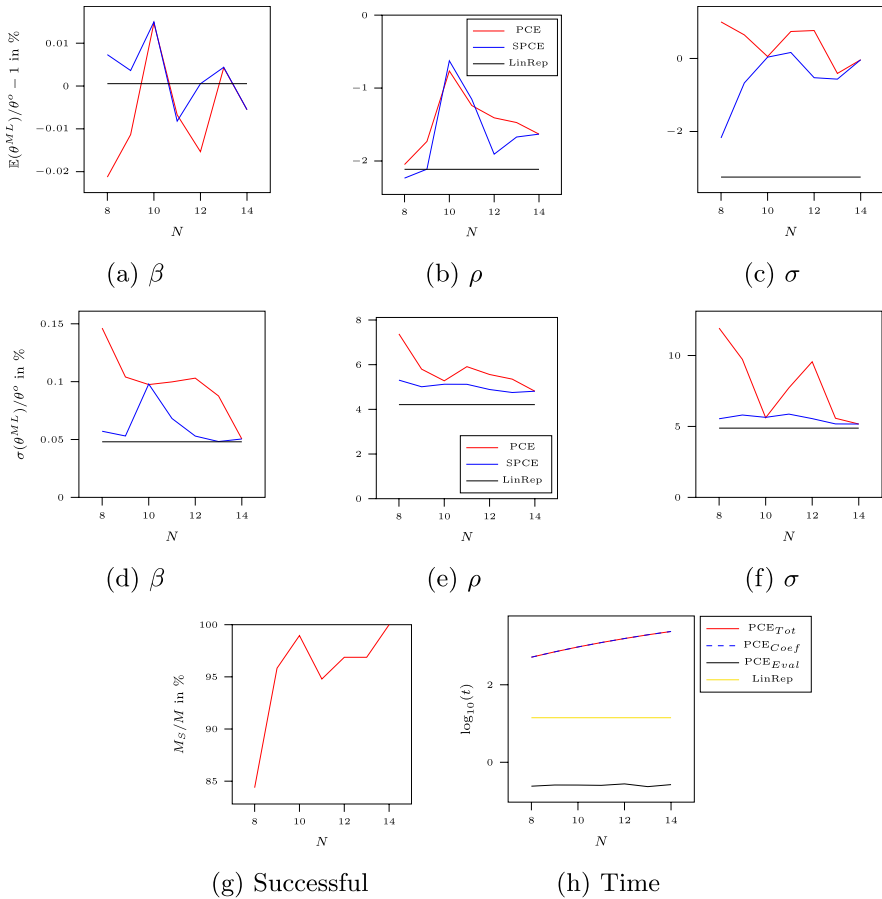 𝔼(θ^{ML})/θ^o − 1 in %
0.01
0
−0.01
−0.02
8 10 12 14
N
(a) β
0
−1
−2
PCE
SPCE
LinRep
8 10 12 14
N
(b) ρ
0
−2
8 10 12 14
N
(c) σ
σ(θ^{ML})/θ^o in %
0.15
0.1
0.05
0
8 10 12 14
N
(d) β
8
6
4
2
0
PCE
SPCE
LinRep
8 10 12 14
N
(e) ρ
10
5
0
8 10 12 14
N
(f) σ
M_S/M in %
100
95
90
85
8 10 12 14
N
(g) Successful
log_{10}(t)
2
0
8 10 12 14
N
PCE_{Tot}
PCE_{Coef}
PCE_{Eval}
LinRep
(h) Time